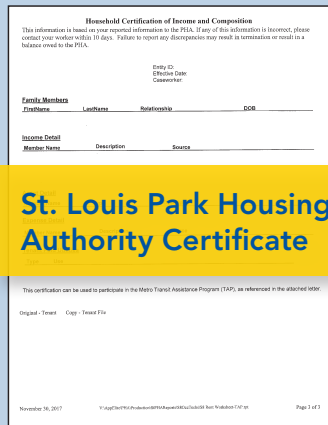 Household Certification of Income and Composition
This information is based on your reported information to the PHA. If any of this information is incorrect, please
contact your worker within 10 days. Failure to report any discrepancies may result in termination or result in a
balance owed to the PHA.
Entity ID:
Effective Date:
Caseworker:
Family Members
FirstName LastName Relationship DOB
Income Detail
Member Name Description Source
St. Louis Park Housing
Authority Certificate
This certification can be used to participate in the Metro Transit Assistance Program (TAP), as referenced in the attached letter.
Original - Tenant Copy - Tenant File
November 30, 2017
Page 3 of 3